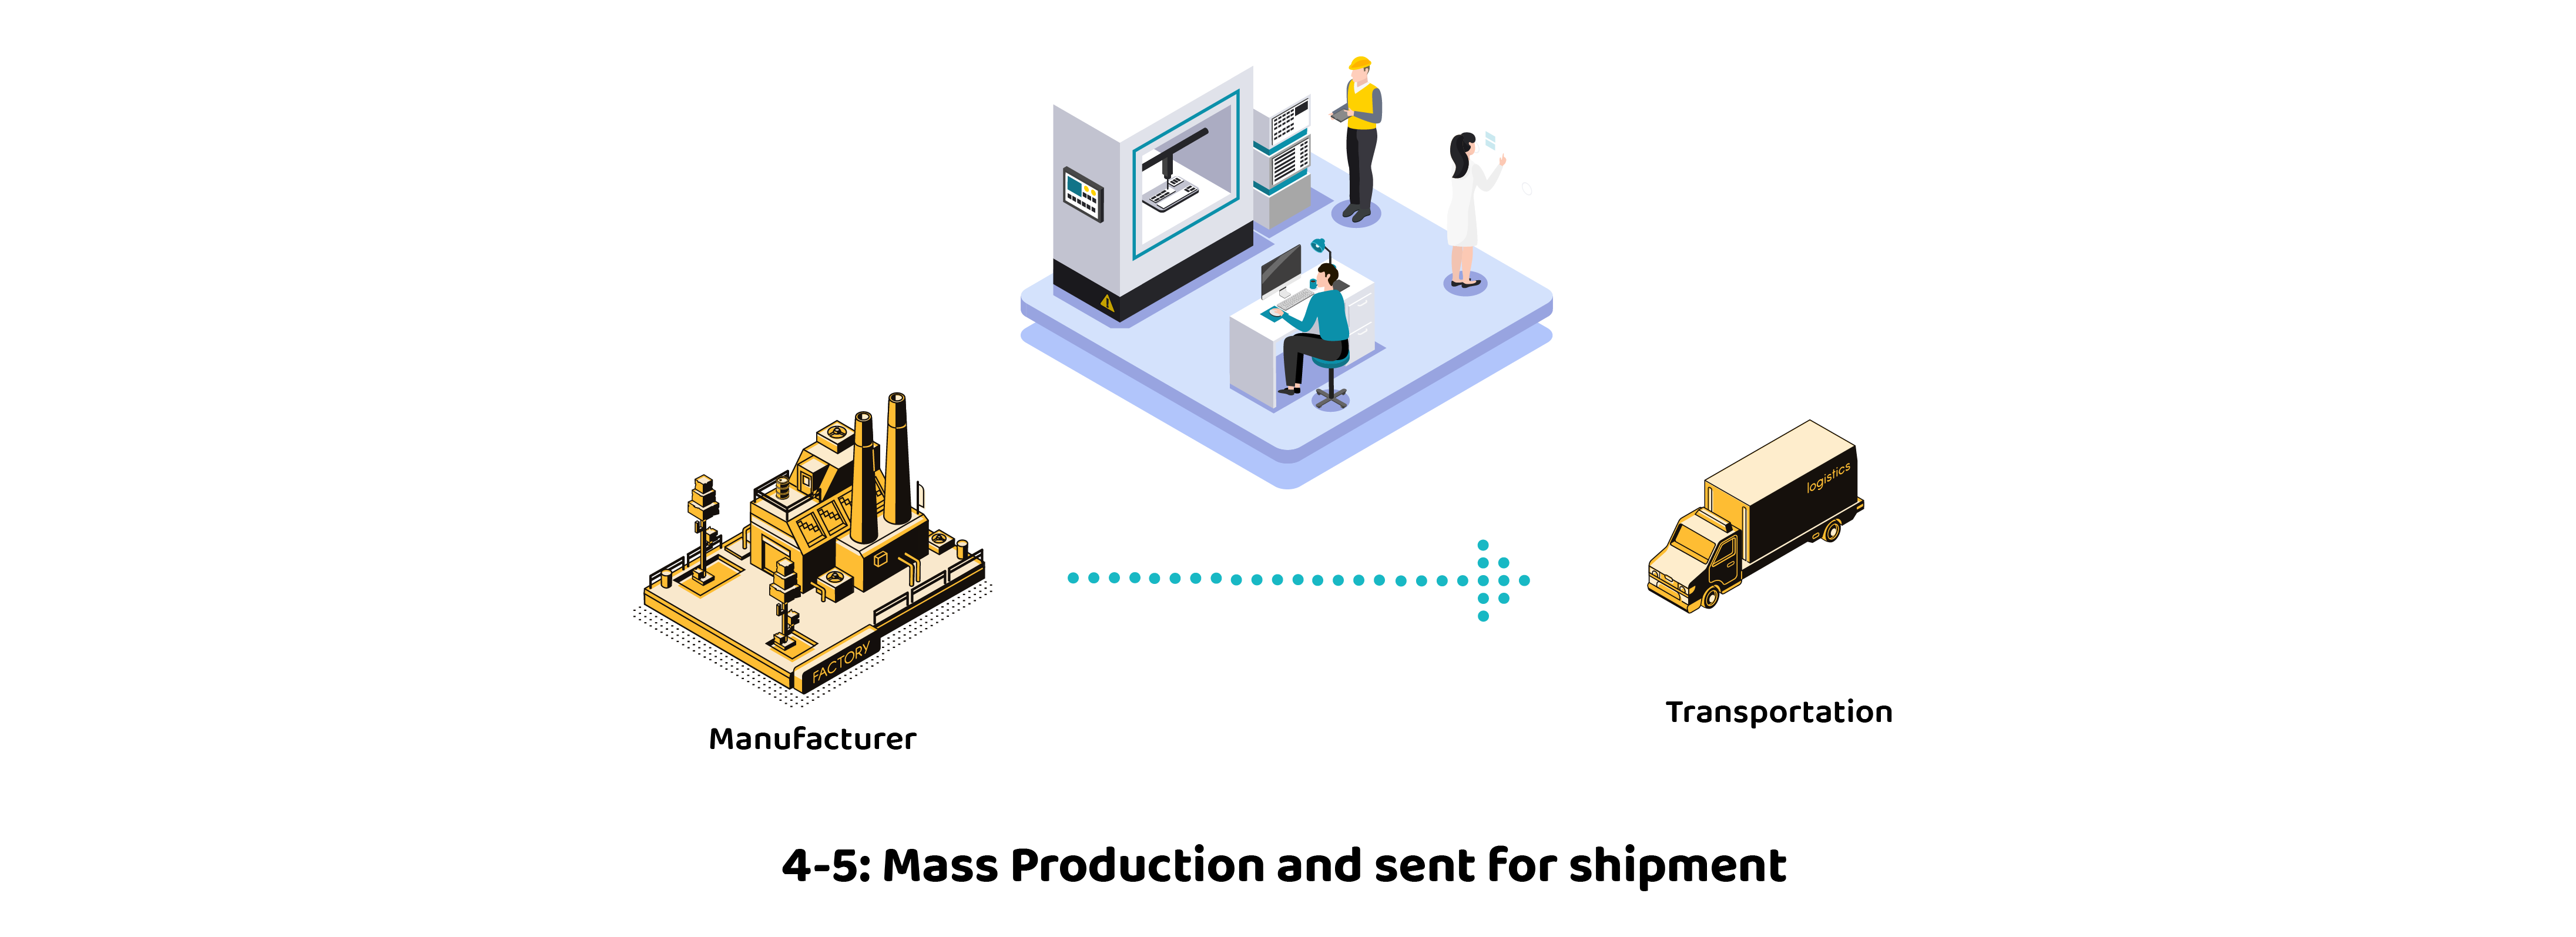 logistics
FACTORY
Transportation
Manufacturer
4-5: Mass Production and sent for shipment